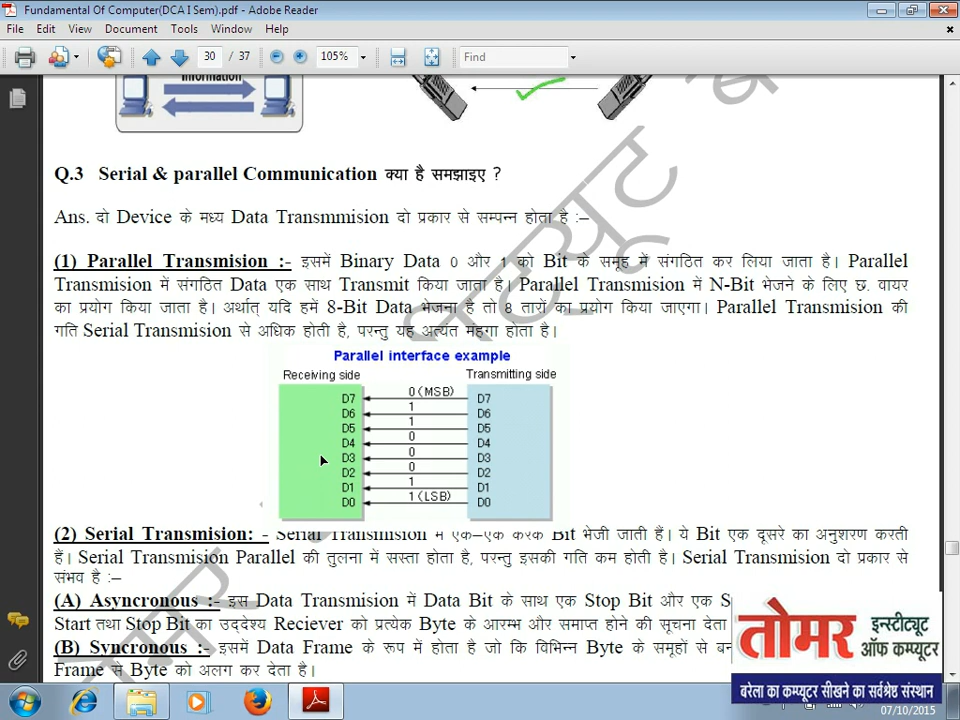 Fundamental Of Computer(DCA I Sem).pdf - Adobe Reader
File Edit View Document Tools Window Help
30 / 37 105% Find
Information
Q.3 Serial & parallel Communication क्या है समझाइए ?
Ans. दो Device के मध्य Data Transmmision दो प्रकार से सम्पन्न होता है :–
(1) Parallel Transmision :- इसमें Binary Data 0 और 1 को Bit के समूह में संगठित कर लिया जाता है। Parallel
Transmision में संगठित Data एक साथ Transmit किया जाता है। Parallel Transmision में N-Bit भेजने के लिए छ. वायर
का प्रयोग किया जाता है। अर्थात् यदि हमें 8-Bit Data भेजना है तो 8 तारों का प्रयोग किया जाएगा। Parallel Transmision की
गति Serial Transmision से अधिक होती है, परन्तु यह अत्यंत महगा होता है।
Parallel interface example
Receiving side Transmitting side
D7 0(MSB) D7
D6 1 D6
D5 1 D5
D4 0 D4
D3 0 D3
D2 0 D2
D1 1 D1
D0 1(LSB) D0
(2) Serial Transmision: - Serial Transmision में एक–एक करके Bit भेजी जाती हैं। ये Bit एक दूसरे का अनुशरण करती
हैं। Serial Transmision Parallel की तुलना में सस्ता होता है, परन्तु इसकी गति कम होती है। Serial Transmision दो प्रकार से
संभव है :–
(A) Asyncronous :- इस Data Transmision में Data Bit के साथ एक Stop Bit और एक S
Start तथा Stop Bit का उद्देश्य Reciever को प्रत्येक Byte के आरम्भ और समाप्त होने की सूचना देता
(B) Syncronous :- इसमें Data Frame के रूप में होता है जो कि विभिन्न Byte के समूहों से
Frame से Byte को अलग कर देता है।
तोमर इन्स्टीट्यूट
ऑफ कम्प्यूटर
बरेला का कम्प्यूटर सीखने का सर्वश्रेष्ठ संस्थान
07/10/2015